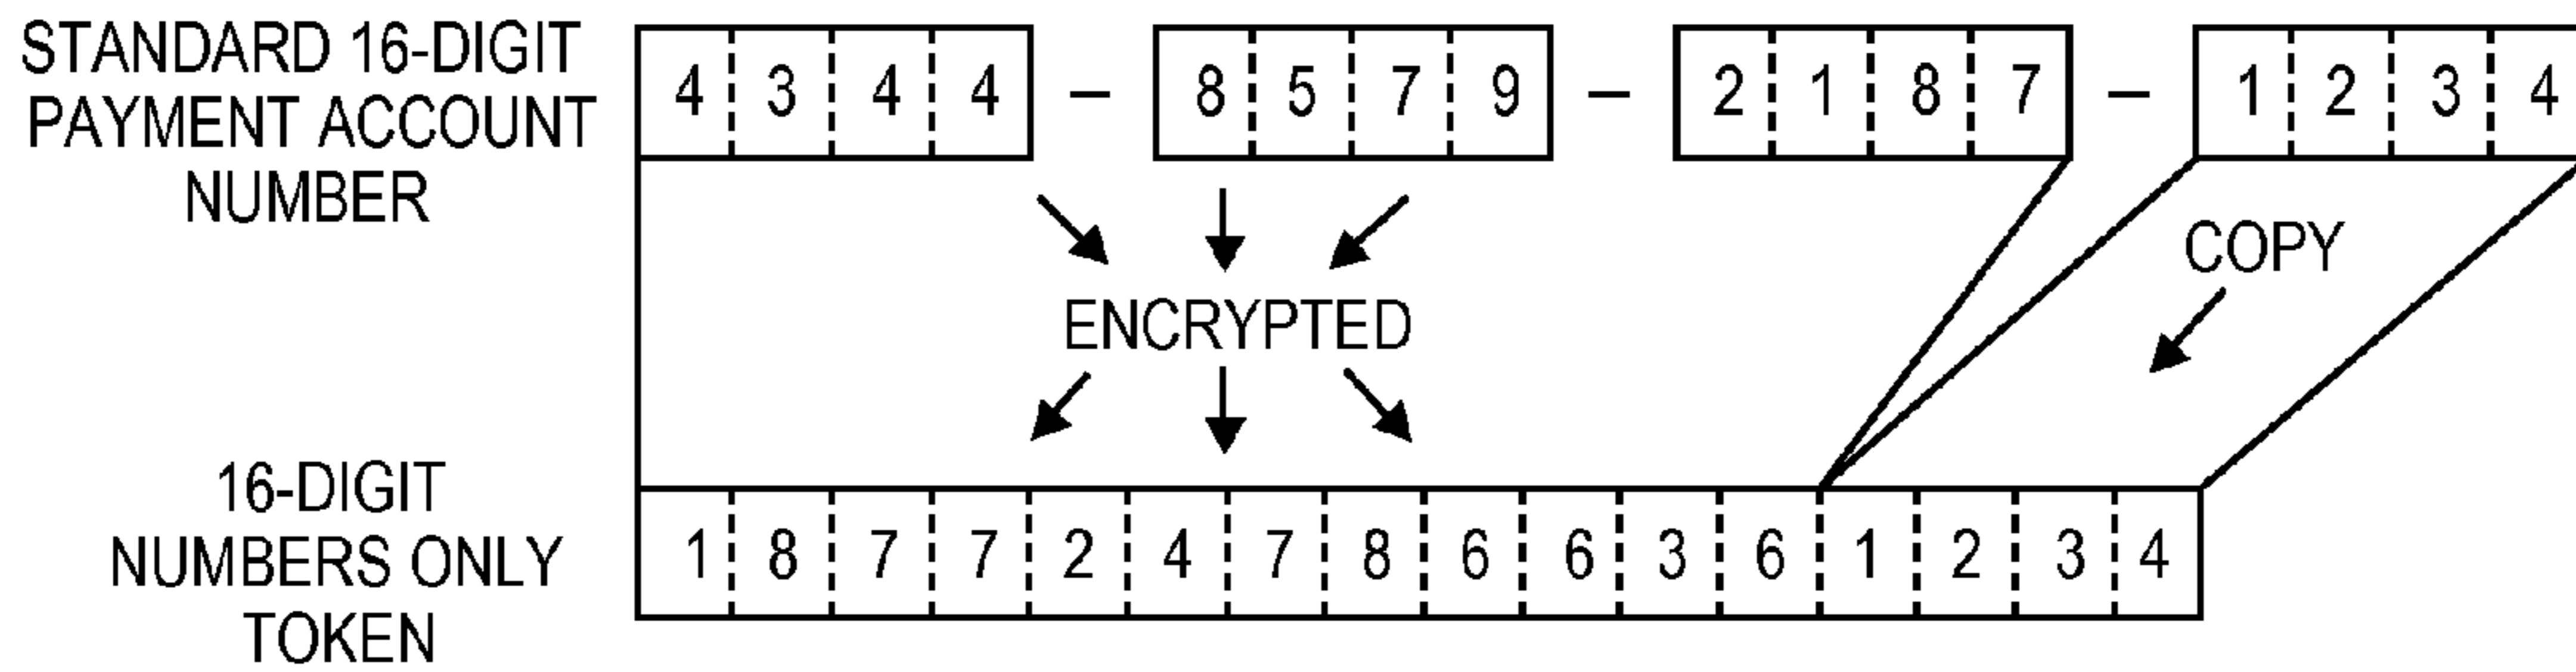 STANDARD 16-DIGIT
PAYMENT ACCOUNT
NUMBER
4 3 4 4 – 8 5 7 9 – 2 1 8 7 – 1 2 3 4
COPY
ENCRYPTED
16-DIGIT
NUMBERS ONLY
TOKEN
1 8 7 7 2 4 7 8 6 6 3 6 1 2 3 4